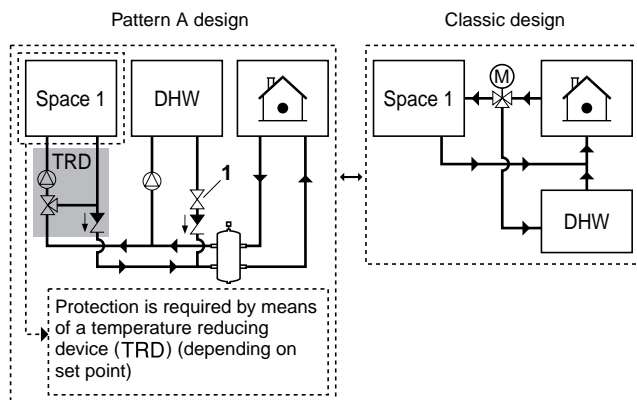 Pattern A design
Classic design
Space 1
DHW
TRD
1
M
Space 1
DHW
Protection is required by means
of a temperature reducing
device (TRD) (depending on
set point)